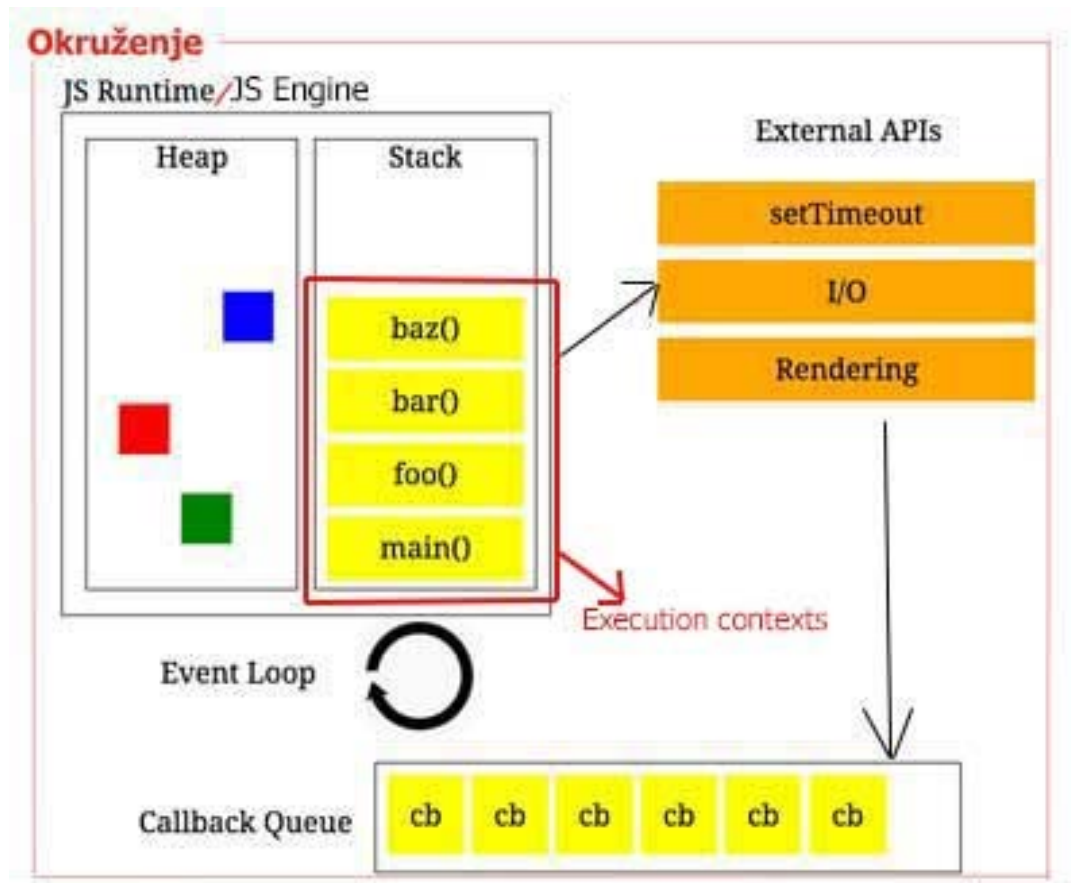 Okruženje
JS Runtime/JS Engine
Heap
Stack
External APIs
setTimeout
I/O
Rendering
baz()
bar()
foo()
main()
Execution contexts
Event Loop
Callback Queue
cb cb cb cb cb cb